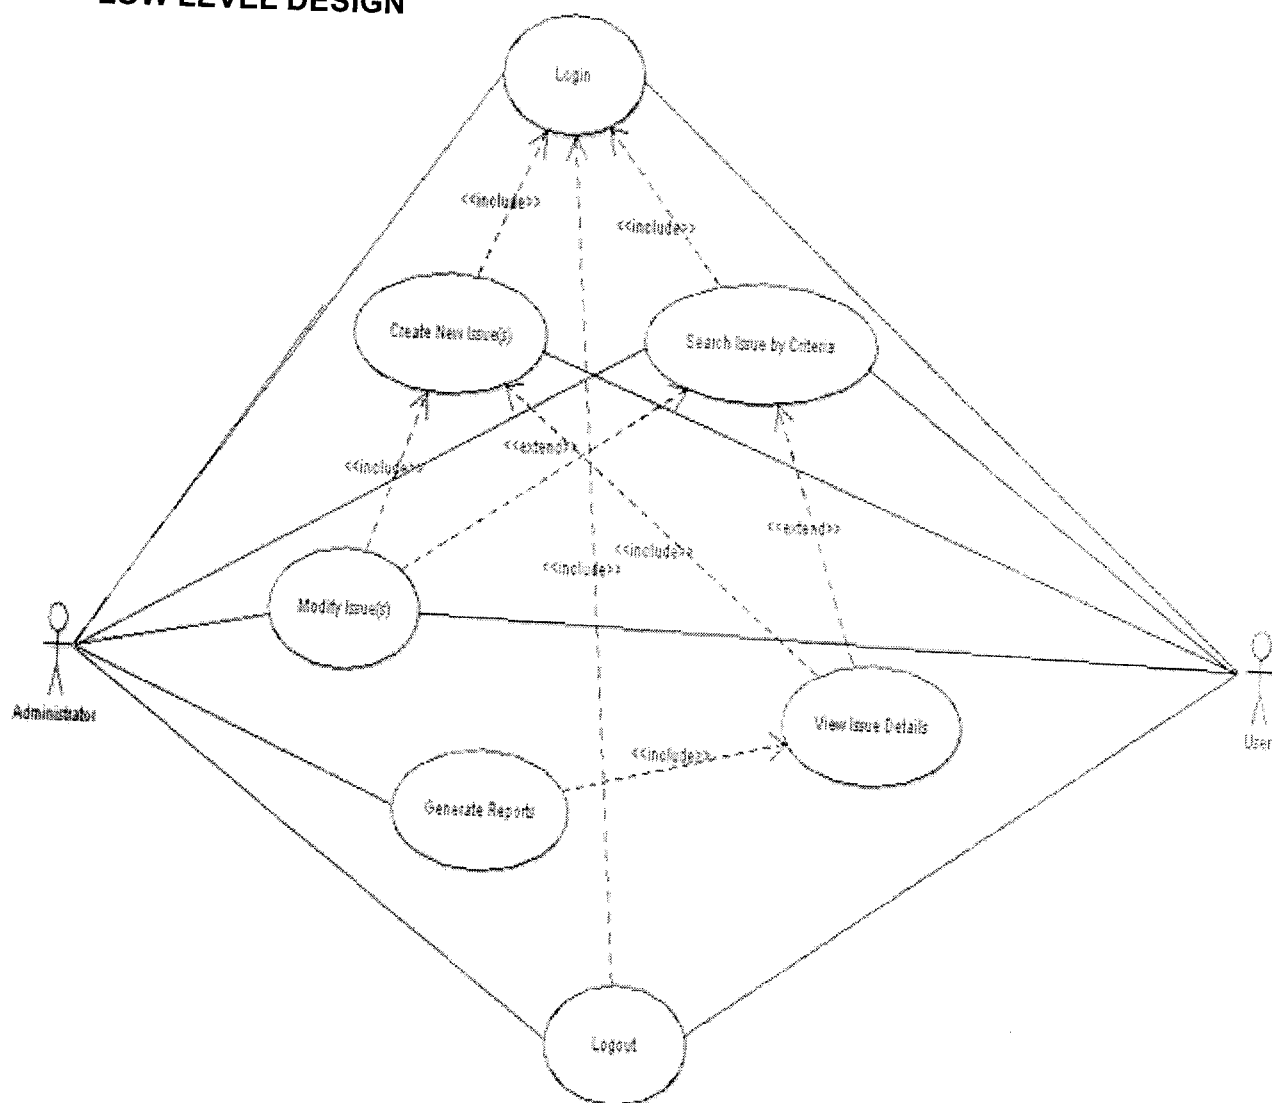 LOW LEVEL DESIGN
Login
<<include>>
<<include>>
Create New Issue(s)
Search Issue by Criteria
<<extend>>
<<include>>
<<extend>>
<<include>>
<<include>>
Modify Issue(s)
Administrator
User
View Issue Details
<<include>>
Generate Reports
Logout